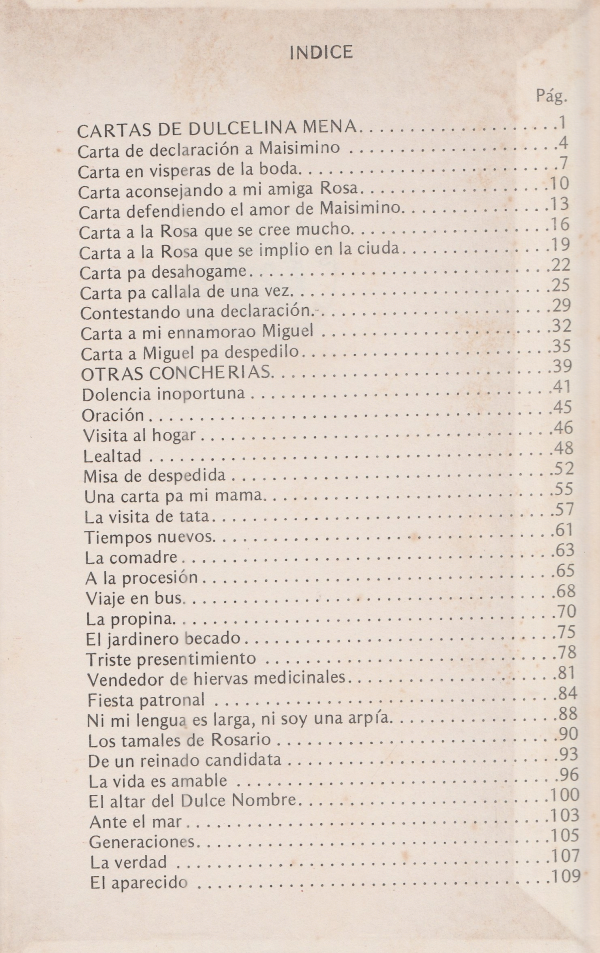 INDICE
Pág.
CARTAS DE DULCELINA MENA. . . . . . . . . . . . . . . . . . . .1
Carta de declaración a Maisimino . . . . . . . . . . . . . . . . . . . . .4
Carta en visperas de la boda. . . . . . . . . . . . . . . . . . . . . . . . . .7
Carta aconsejando a mi amiga Rosa. . . . . . . . . . . . . . . . . . .10
Carta defendiendo el amor de Maisimino. . . . . . . . . . . . . . .13
Carta a la Rosa que se cree mucho. . . . . . . . . . . . . . . . . . . .16
Carta a la Rosa que se implio en la ciuda . . . . . . . . . . . . . . .19
Carta pa desahogame. . . . . . . . . . . . . . . . . . . . . . . . . . . . . .22
Carta pa callala de una vez. . . . . . . . . . . . . . . . . . . . . . . . . .25
Contestando una declaración. . . . . . . . . . . . . . . . . . . . . . . .29
Carta a mi ennamorao Miguel . . . . . . . . . . . . . . . . . . . . . . .32
Carta a Miguel pa despedilo. . . . . . . . . . . . . . . . . . . . . . . . .35
OTRAS CONCHERIAS. . . . . . . . . . . . . . . . . . . . . . . . . . . .39
Dolencia inoportuna . . . . . . . . . . . . . . . . . . . . . . . . . . . . . .41
Oración . . . . . . . . . . . . . . . . . . . . . . . . . . . . . . . . . . . . . . .45
Visita al hogar . . . . . . . . . . . . . . . . . . . . . . . . . . . . . . . . . . .46
Lealtad . . . . . . . . . . . . . . . . . . . . . . . . . . . . . . . . . . . . . . . .48
Misa de despedida . . . . . . . . . . . . . . . . . . . . . . . . . . . . . . . .52
Una carta pa mi mama. . . . . . . . . . . . . . . . . . . . . . . . . . . . .55
La visita de tata. . . . . . . . . . . . . . . . . . . . . . . . . . . . . . . . . .57
Tiempos nuevos. . . . . . . . . . . . . . . . . . . . . . . . . . . . . . . . . .61
La comadre . . . . . . . . . . . . . . . . . . . . . . . . . . . . . . . . . . . . .63
A la procesión . . . . . . . . . . . . . . . . . . . . . . . . . . . . . . . . . . .65
Viaje en bus. . . . . . . . . . . . . . . . . . . . . . . . . . . . . . . . . . . . .68
La propina. . . . . . . . . . . . . . . . . . . . . . . . . . . . . . . . . . . . . .70
El jardinero becado . . . . . . . . . . . . . . . . . . . . . . . . . . . . . . .75
Triste presentimiento . . . . . . . . . . . . . . . . . . . . . . . . . . . . .78
Vendedor de hiervas medicinales. . . . . . . . . . . . . . . . . . . . .81
Fiesta patronal . . . . . . . . . . . . . . . . . . . . . . . . . . . . . . . . . .84
Ni mi lengua es larga, ni soy una arpía. . . . . . . . . . . . . . . . .88
Los tamales de Rosario . . . . . . . . . . . . . . . . . . . . . . . . . . . .90
De un reinado candidata . . . . . . . . . . . . . . . . . . . . . . . . . . .93
La vida es amable . . . . . . . . . . . . . . . . . . . . . . . . . . . . . . . .96
El altar del Dulce Nombre. . . . . . . . . . . . . . . . . . . . . . . . . .100
Ante el mar . . . . . . . . . . . . . . . . . . . . . . . . . . . . . . . . . . . .103
Generaciones. . . . . . . . . . . . . . . . . . . . . . . . . . . . . . . . . . .105
La verdad . . . . . . . . . . . . . . . . . . . . . . . . . . . . . . . . . . . . .107
El aparecido . . . . . . . . . . . . . . . . . . . . . . . . . . . . . . . . . . .109